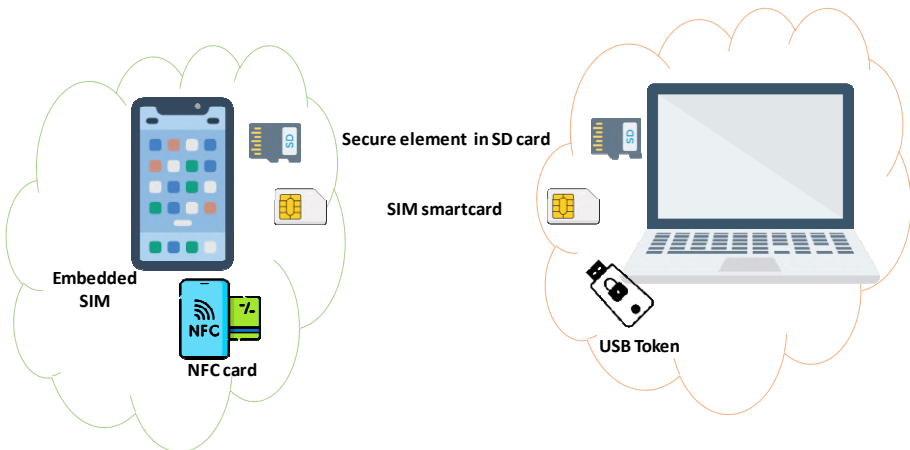 Secure element in SD card
SD
SD
SIM smartcard
Embedded
SIM
NFC
NFC card
USB Token